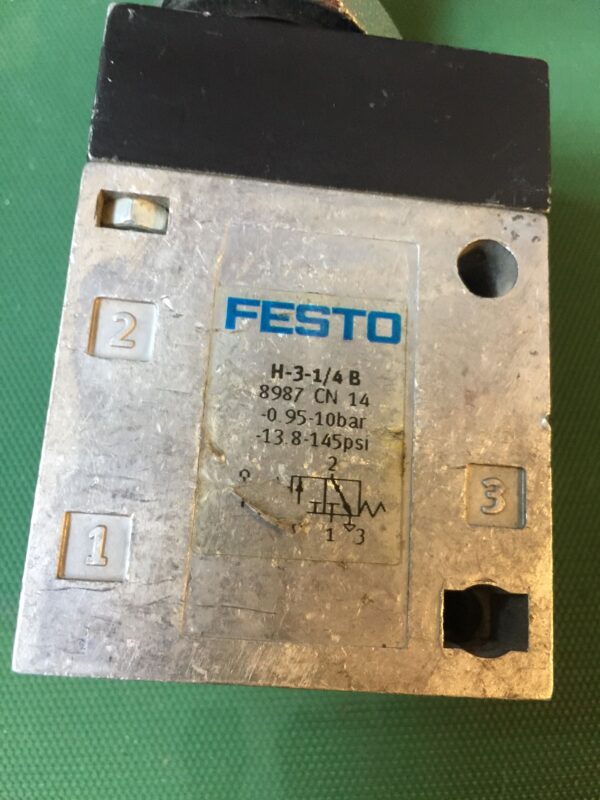 FESTO
H-3-1/4 B
8987 CN 14
-0.95-10bar
-13.8-145psi
2
1 3
2
1
3